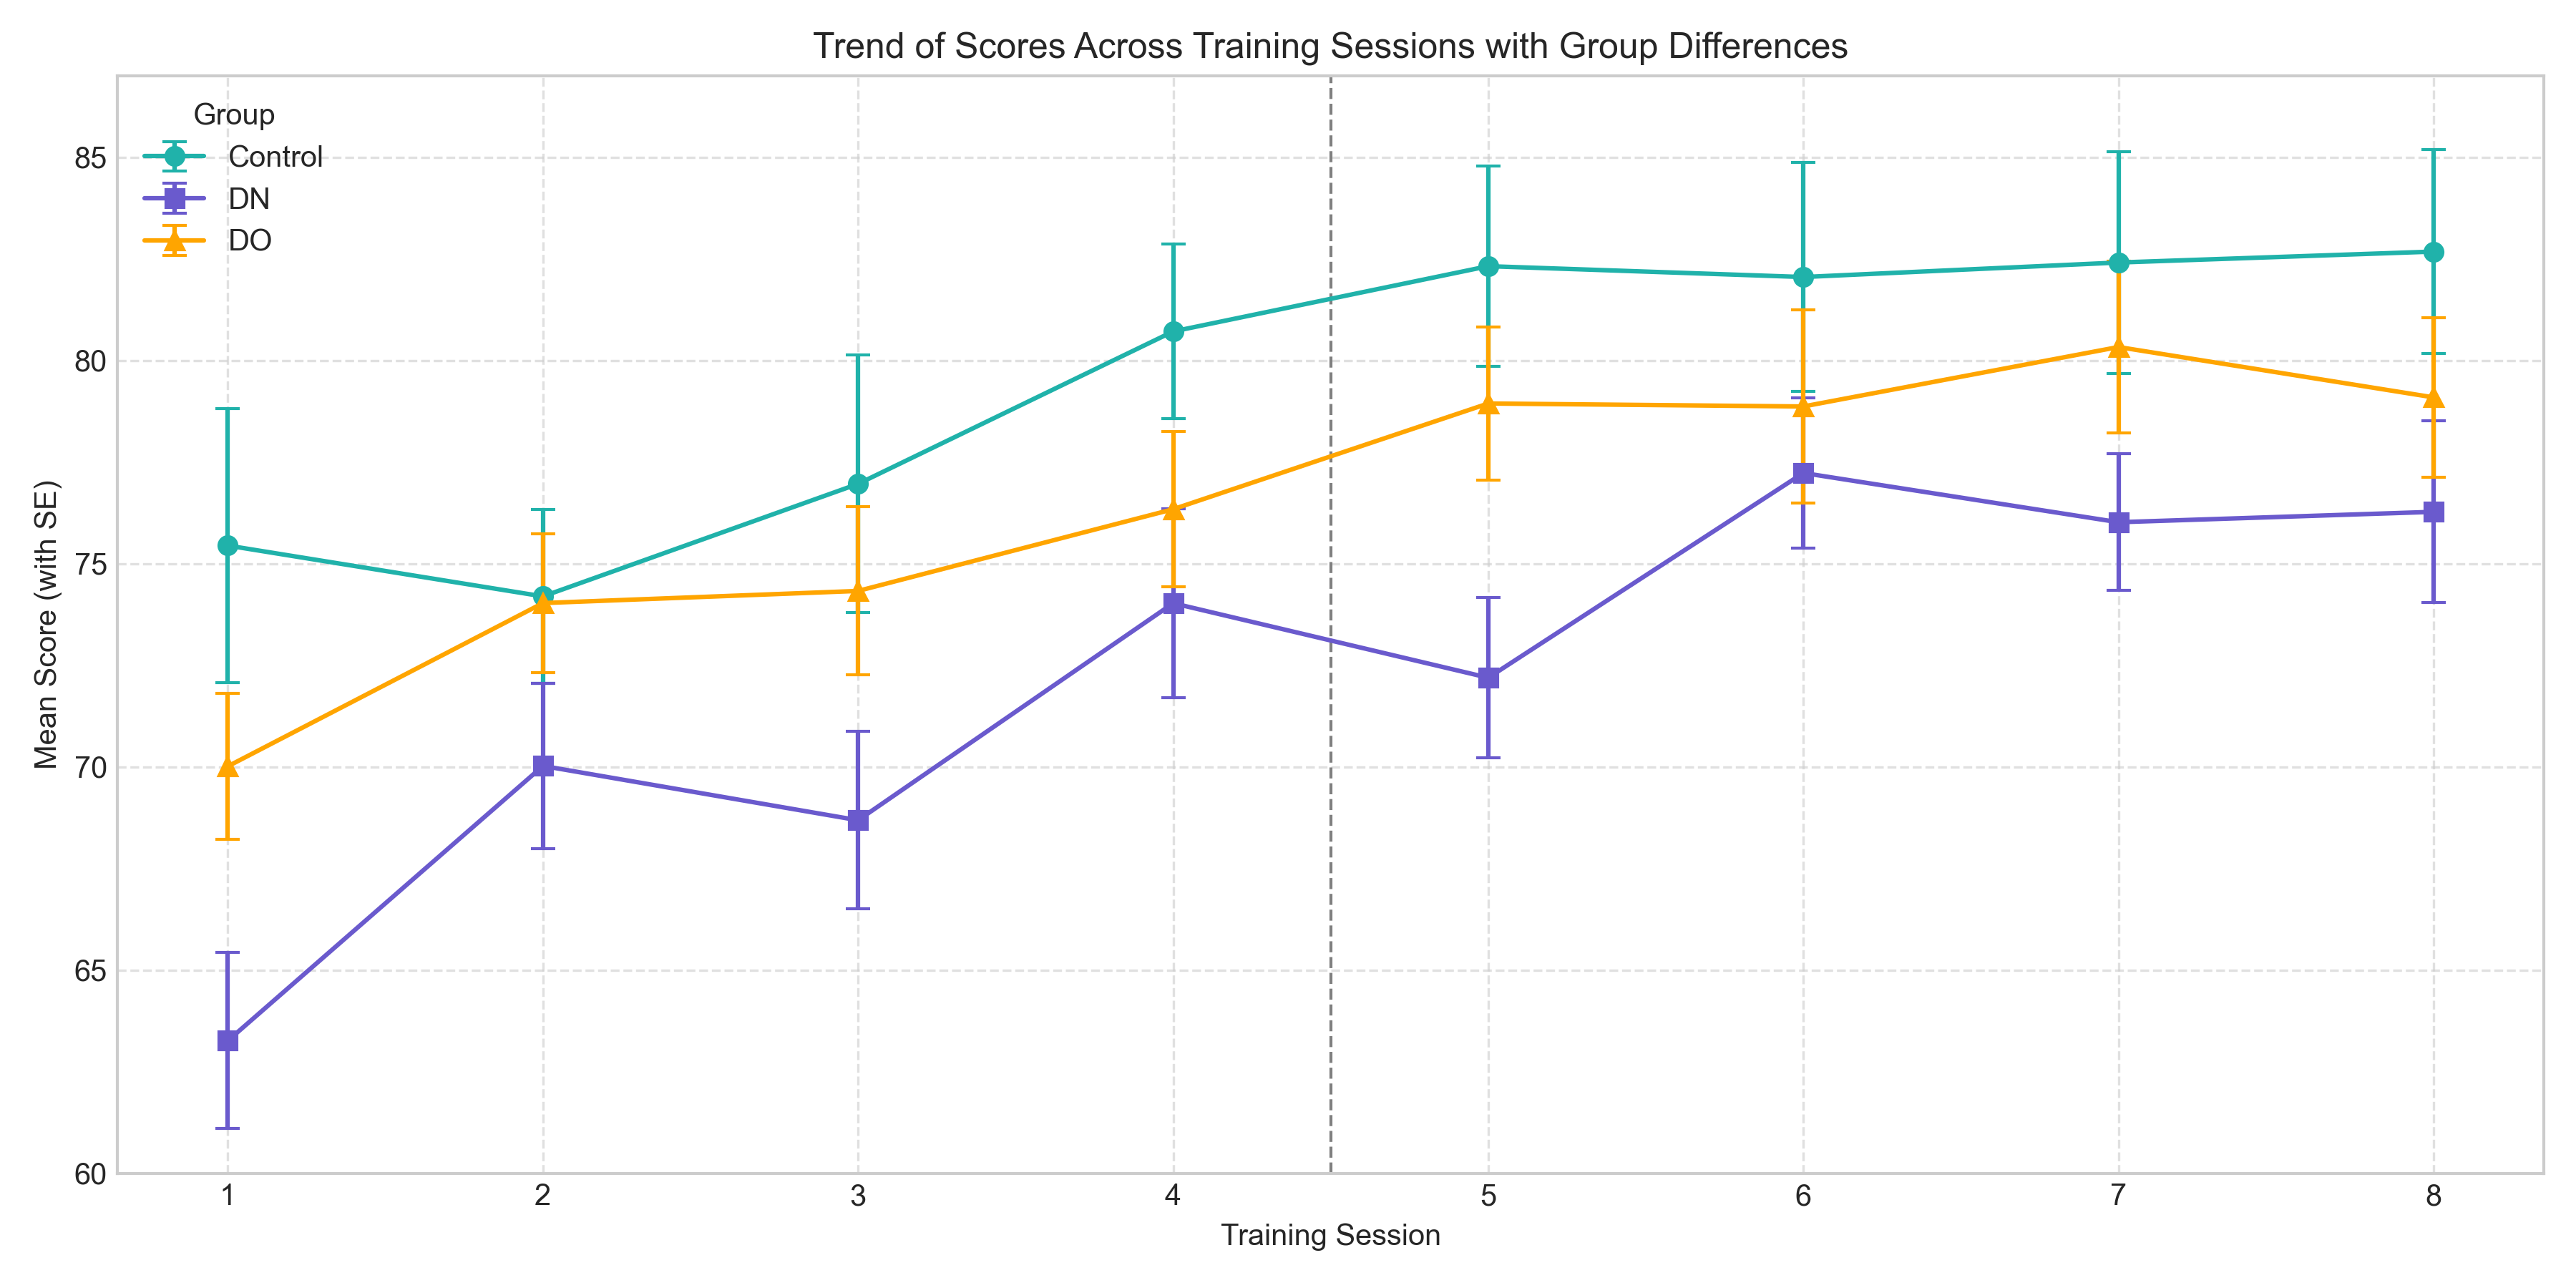 Trend of Scores Across Training Sessions with Group Differences
Group
Control
DN
DO
85
80
75
70
65
60
Mean Score (with SE)
1 2 3 4 5 6 7 8
Training Session